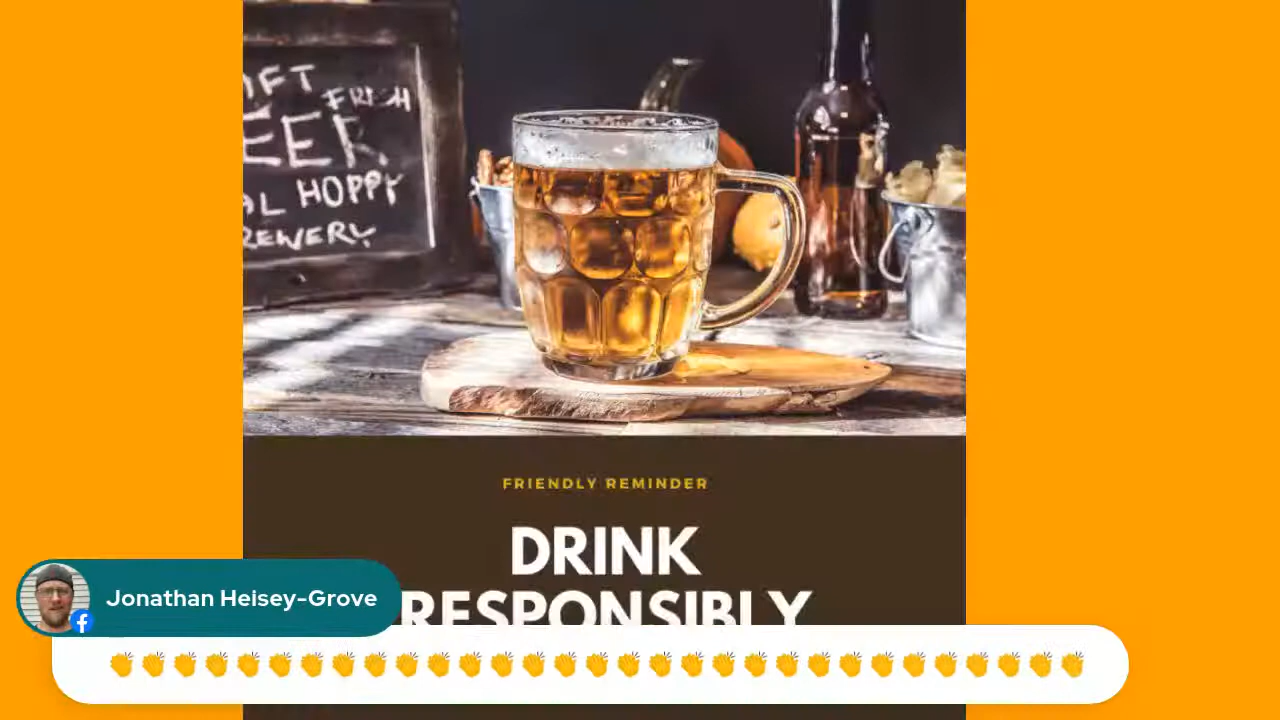 FRESH
HOPPY
FRIENDLY REMINDER
DRINK
RESPONSIBLY
Jonathan Heisey-Grove
👏👏👏👏👏👏👏👏👏👏👏👏👏👏👏👏👏👏👏👏👏👏👏👏👏👏👏👏👏👏👏